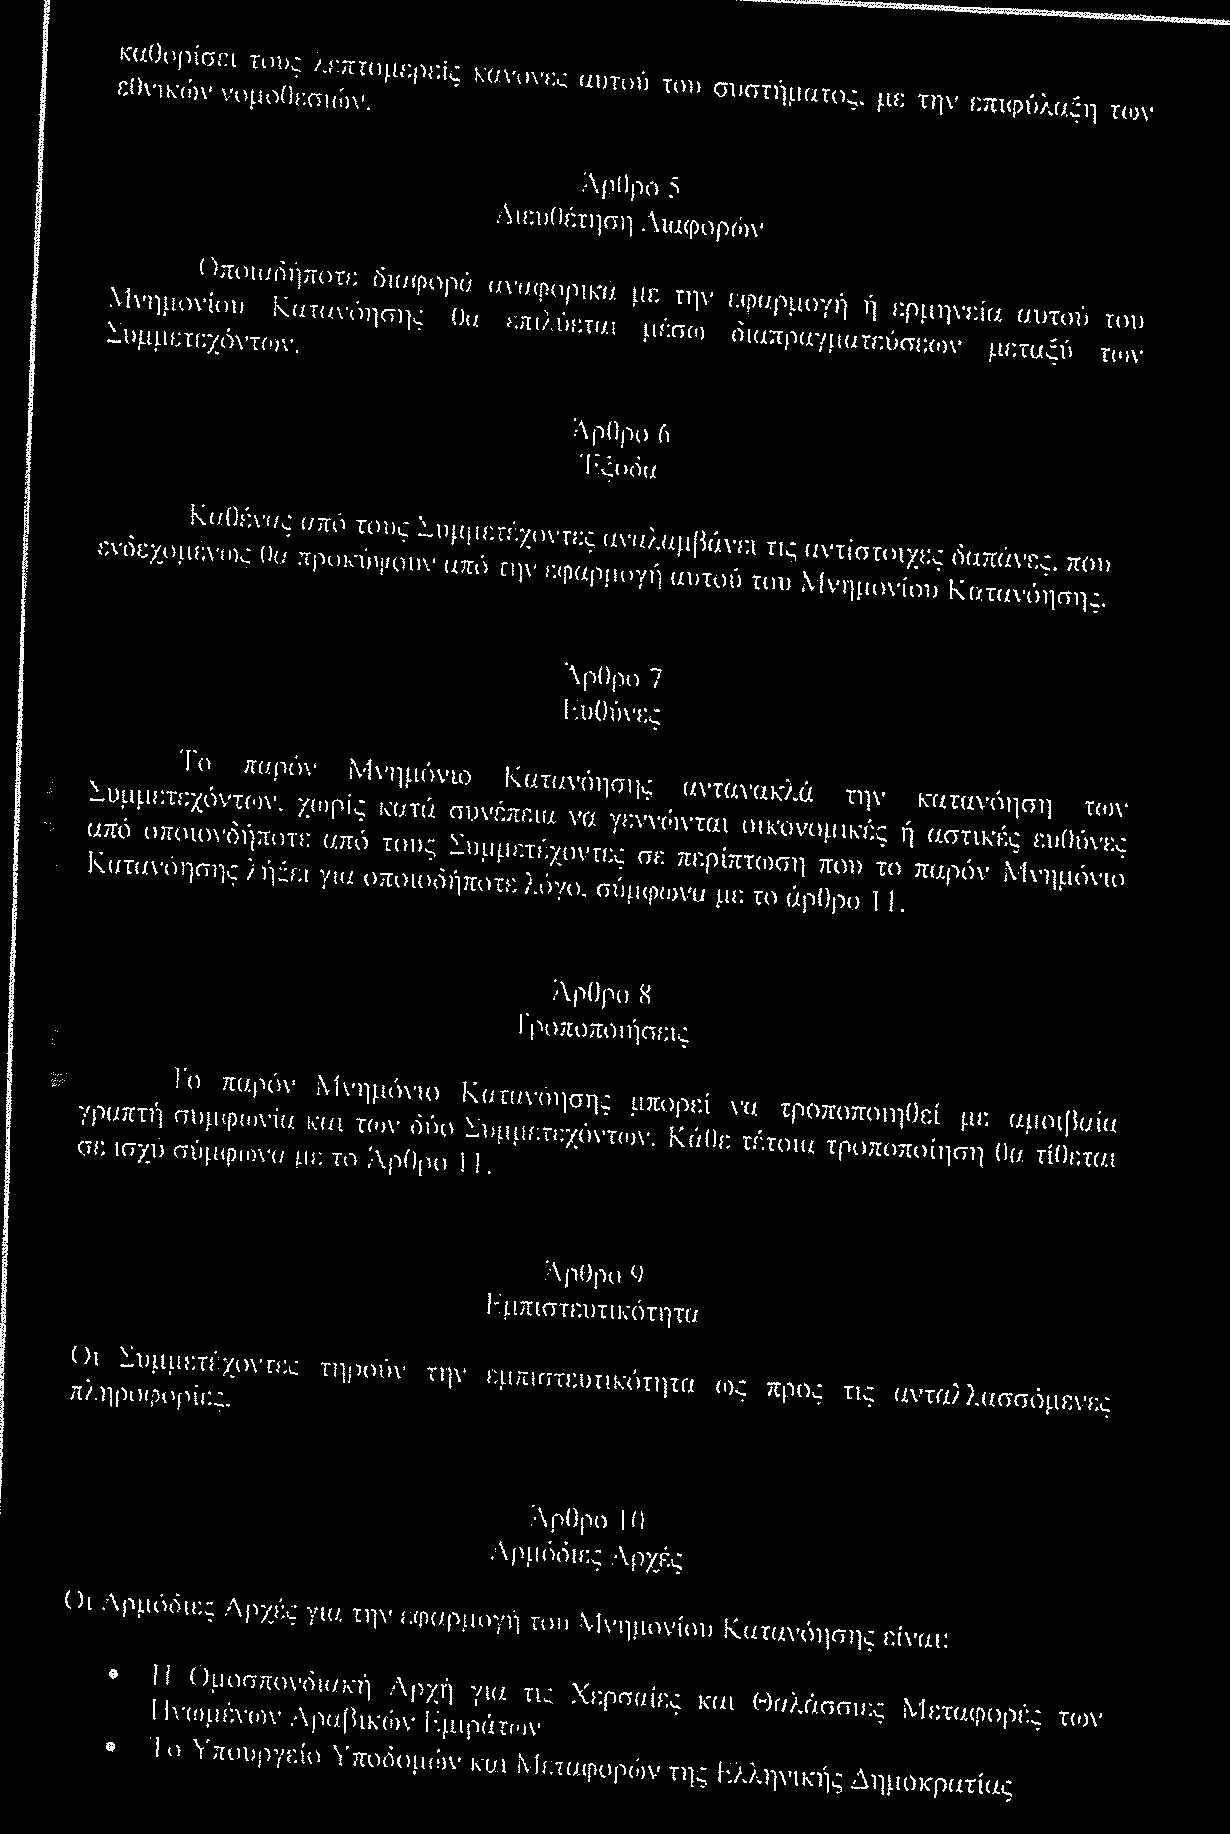 καθορίσει τους λεπτομερείς κανόνες αυτού του συστήματος, με την επιφύλαξη των
εθνικών νομοθεσιών.
Άρθρο 5
Διευθέτηση Διαφορών
Οποιαδήποτε διαφορά αναφορικά με την εφαρμογή ή ερμηνεία αυτού του
Μνημονίου Κατανόησης θα επιλύεται μέσω διαπραγματεύσεων μεταξύ των
Συμμετεχόντων.
Άρθρο 6
Έξοδα
Καθένας από τους Συμμετέχοντες αναλαμβάνει τις αντίστοιχες δαπάνες, που
ενδεχομένως θα προκύψουν από την εφαρμογή αυτού του Μνημονίου Κατανόησης.
Άρθρο 7
Ευθύνες
Το παρόν Μνημόνιο Κατανόησης αντανακλά την κατανόηση των
Συμμετεχόντων, χωρίς κατά συνέπεια να γεννώνται οικονομικές ή αστικές ευθύνες
από οποιονδήποτε από τους Συμμετέχοντες σε περίπτωση που το παρόν Μνημόνιο
Κατανόησης λήξει για οποιοδήποτε λόγο, σύμφωνα με το άρθρο 11.
Άρθρο 8
Τροποποιήσεις
Το παρόν Μνημόνιο Κατανόησης μπορεί να τροποποιηθεί με αμοιβαία
γραπτή συμφωνία και των δύο Συμμετεχόντων. Κάθε τέτοια τροποποίηση θα τίθεται
σε ισχύ σύμφωνα με το Άρθρο 11.
Άρθρο 9
Εμπιστευτικότητα
Οι Συμμετέχοντες τηρούν την εμπιστευτικότητα ως προς τις ανταλλασσόμενες
πληροφορίες.
Άρθρο 10
Αρμόδιες Αρχές
Οι Αρμόδιες Αρχές για την εφαρμογή του Μνημονίου Κατανόησης είναι:
• Η Ομοσπονδιακή Αρχή για τις Χερσαίες και Θαλάσσιες Μεταφορές των
Ηνωμένων Αραβικών Εμιράτων
• Το Υπουργείο Υποδομών και Μεταφορών της Ελληνικής Δημοκρατίας